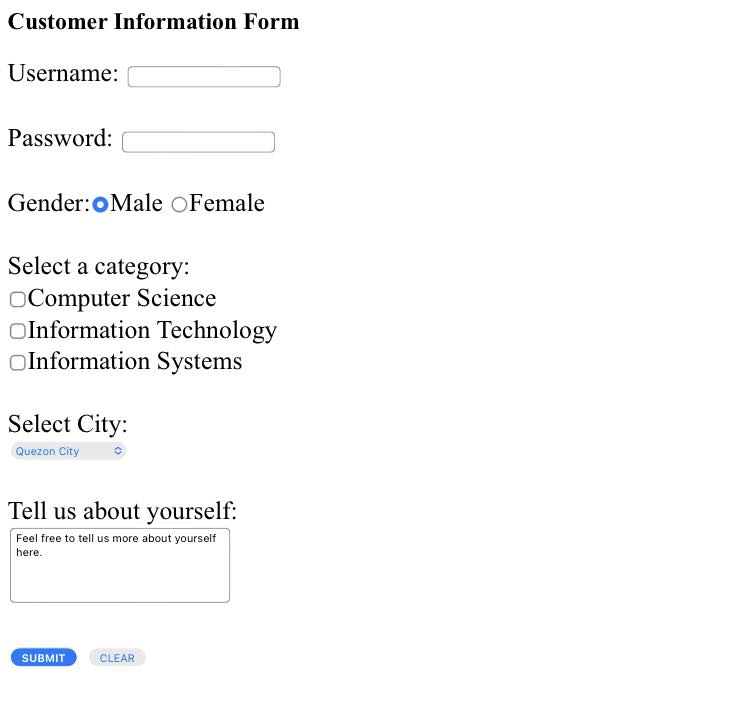 Customer Information Form
Username:
Password:
Gender: Male Female
Select a category:
Computer Science
Information Technology
Information Systems
Select City:
Quezon City
Tell us about yourself:
Feel free to tell us more about yourself
here.
SUBMIT CLEAR